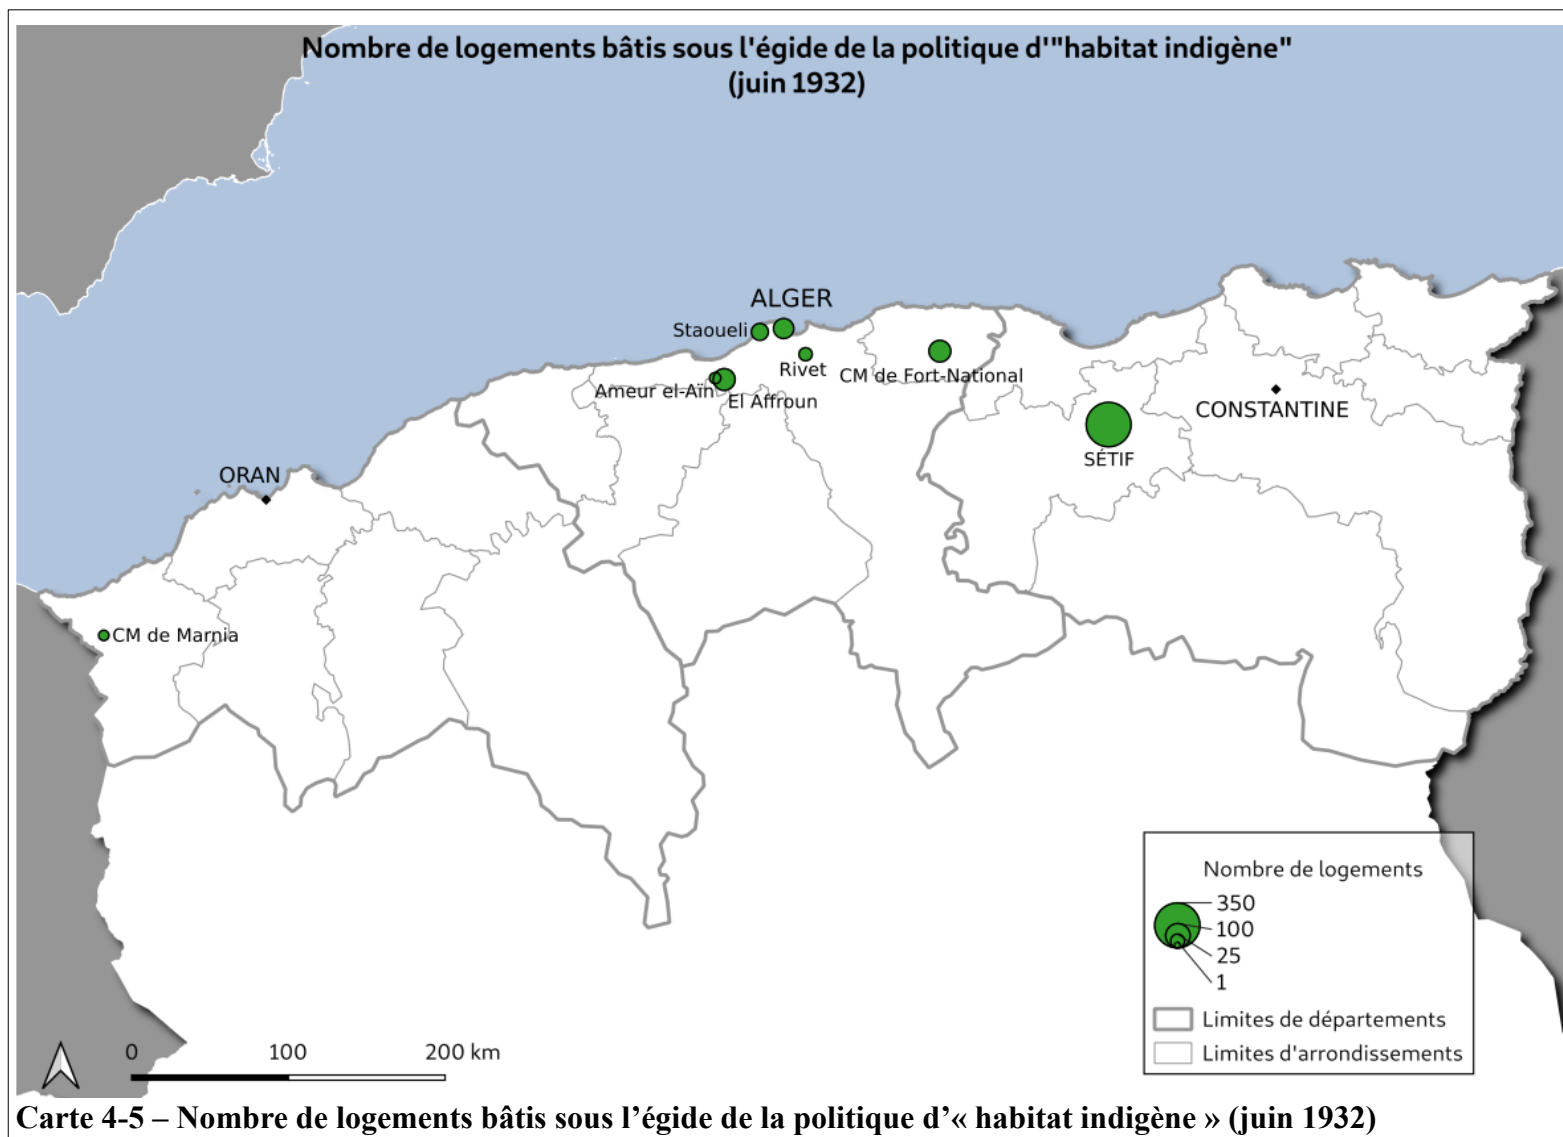 Nombre de logements bâtis sous l'égide de la politique d'"habitat indigène"
(juin 1932)
ALGER
Staoueli
Rivet
CM de Fort-National
Ameur el-Aïn
El Affroun
CONSTANTINE
SÉTIF
ORAN
CM de Marnia
Nombre de logements
350
100
25
1
Limites de départements
Limites d'arrondissements
0 100 200 km
Carte 4-5 – Nombre de logements bâtis sous l’égide de la politique d’« habitat indigène » (juin 1932)